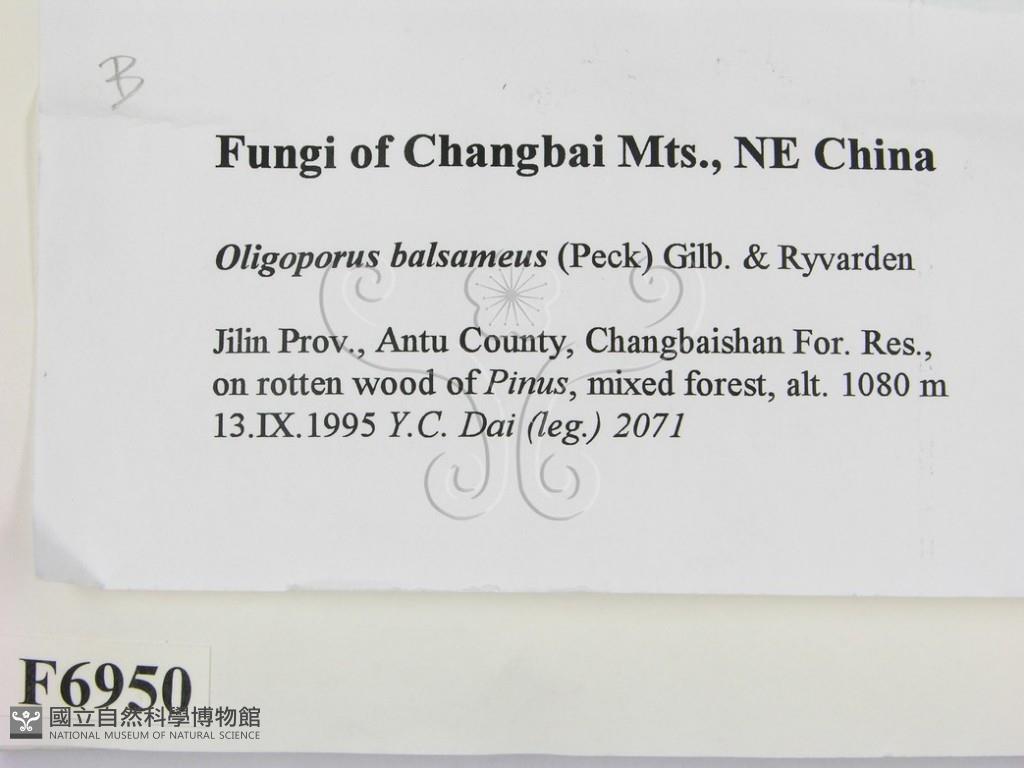 B
Fungi of Changbai Mts., NE China
Oligoporus balsameus (Peck) Gilb. & Ryvarden
Jilin Prov., Antu County, Changbaishan For. Res.,
on rotten wood of Pinus, mixed forest, alt. 1080 m
13.IX.1995 Y.C. Dai (leg.) 2071
F6950
國立自然科學博物館
NATIONAL MUSEUM OF NATURAL SCIENCE